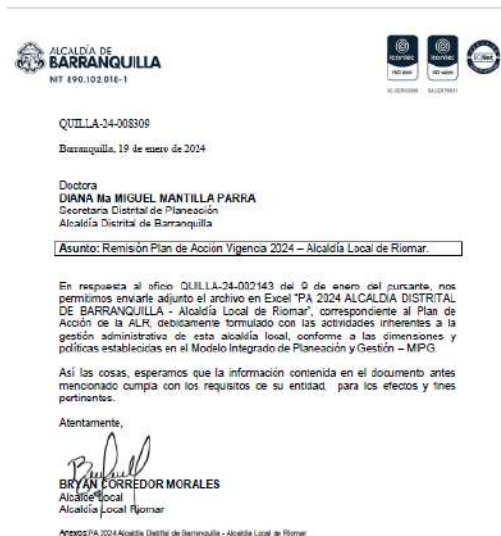 ALCALDÍA DE
BARRANQUILLA
NIT 890.102.018-1
icontec
ISO 9001
icontec
QUILLA-24-008309
Barranquilla, 19 de enero de 2024
Doctora
DIANA Ma MIGUEL MANTILLA PARRA
Secretaria Distrital de Planeación
Alcaldía Distrital de Barranquilla
Asunto: Remisión Plan de Acción Vigencia 2024 – Alcaldía Local de Riomar.
En respuesta al oficio QUILLA-24-002143 del 9 de enero del cursante, nos
permitimos enviarle adjunto el archivo en Excel "PA 2024 ALCALDIA DISTRITAL
DE BARRANQUILLA - Alcaldía Local de Riomar", correspondiente al Plan de
Acción de la ALR, debidamente formulado con las actividades inherentes a la
gestión administrativa de esta alcaldía local, conforme a las dimensiones y
políticas establecidas en el Modelo Integrado de Planeación y Gestión – MIPG.
Así las cosas, esperamos que la información contenida en el documento antes
mencionado cumpla con los requisitos de su entidad, para los efectos y fines
pertinentes.
Atentamente,
BRYAN CORREDOR MORALES
Alcalde Local
Alcaldía Local Riomar
Anexos: PA 2024 Alcaldía Distrital de Barranquilla - Alcaldía Local de Riomar